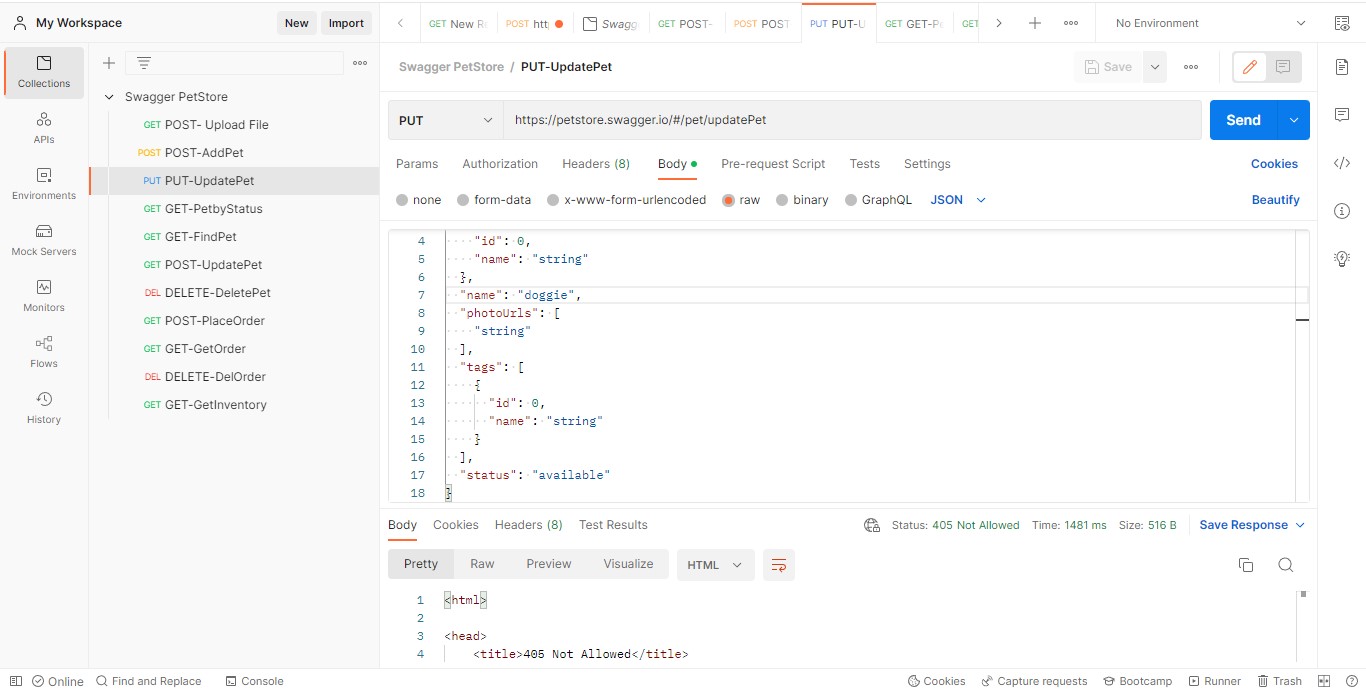 My Workspace
New
Import
GET New R
POST htt
Swagg
GET POST-
POST POST
PUT PUT-U
GET GET-P
GET
No Environment
Collections
APIs
Environments
Mock Servers
Monitors
Flows
History
Swagger PetStore
GET POST- Upload File
POST POST-AddPet
PUT PUT-UpdatePet
GET GET-PetbyStatus
GET GET-FindPet
GET POST-UpdatePet
DEL DELETE-DeletePet
GET POST-PlaceOrder
GET GET-GetOrder
DEL DELETE-DelOrder
GET GET-GetInventory
Swagger PetStore / PUT-UpdatePet
Save
PUT
https://petstore.swagger.io/#/pet/updatePet
Send
Params Authorization Headers (8) Body Pre-request Script Tests Settings Cookies
none form-data x-www-form-urlencoded raw binary GraphQL JSON Beautify
4 "id": 0,
5 "name": "string"
6 },
7 "name": "doggie",
8 "photoUrls": [
9 "string"
10 ],
11 "tags": [
12 {
13 "id": 0,
14 "name": "string"
15 }
16 ],
17 "status": "available"
18 }
Body Cookies Headers (8) Test Results Status: 405 Not Allowed Time: 1481 ms Size: 516 B Save Response
Pretty Raw Preview Visualize HTML
1 <html>
2
3 <head>
4 <title>405 Not Allowed</title>
Online Find and Replace Console Cookies Capture requests Bootcamp Runner Trash